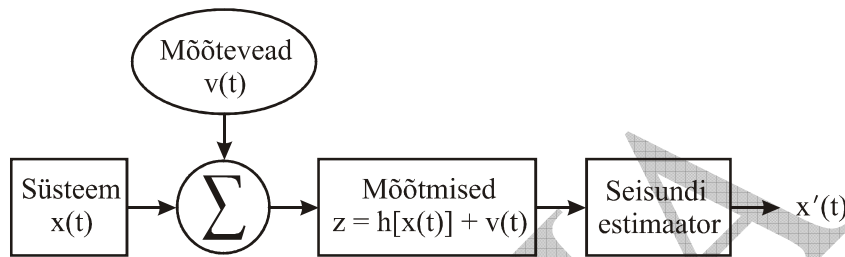 Mõõtevead
v(t)
Süsteem
x(t)
Σ
Mõõtmised
z = h[x(t)] + v(t)
Seisundi
estimaator
x′(t)